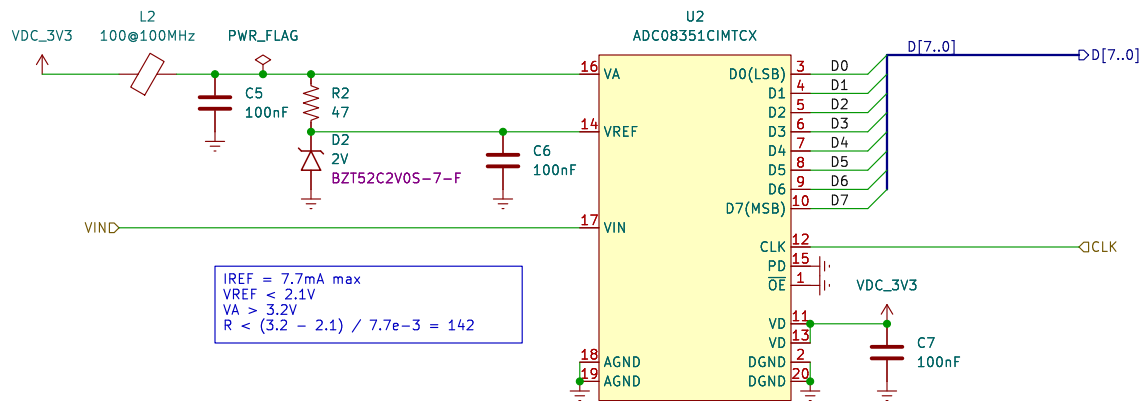 L2
100@100MHz
VDC_3V3
PWR_FLAG
C5
100nF
R2
47
D2
2V
BZT52C2V0S-7-F
C6
100nF
VIN
IREF = 7.7mA max
VREF < 2.1V
VA > 3.2V
R < (3.2 - 2.1) / 7.7e-3 = 142
U2
ADC08351CIMTCX
16 VA
14 VREF
17 VIN
18 AGND
19 AGND
D0(LSB) 3 D0
D1 4 D1
D2 5 D2
D3 6 D3
D4 7 D4
D5 8 D5
D6 9 D6
D7(MSB) 10 D7
CLK 12
PD 15
OE 1
VD 11
VD 13
DGND 2
DGND 20
D[7..0]
D[7..0]
CLK
VDC_3V3
C7
100nF